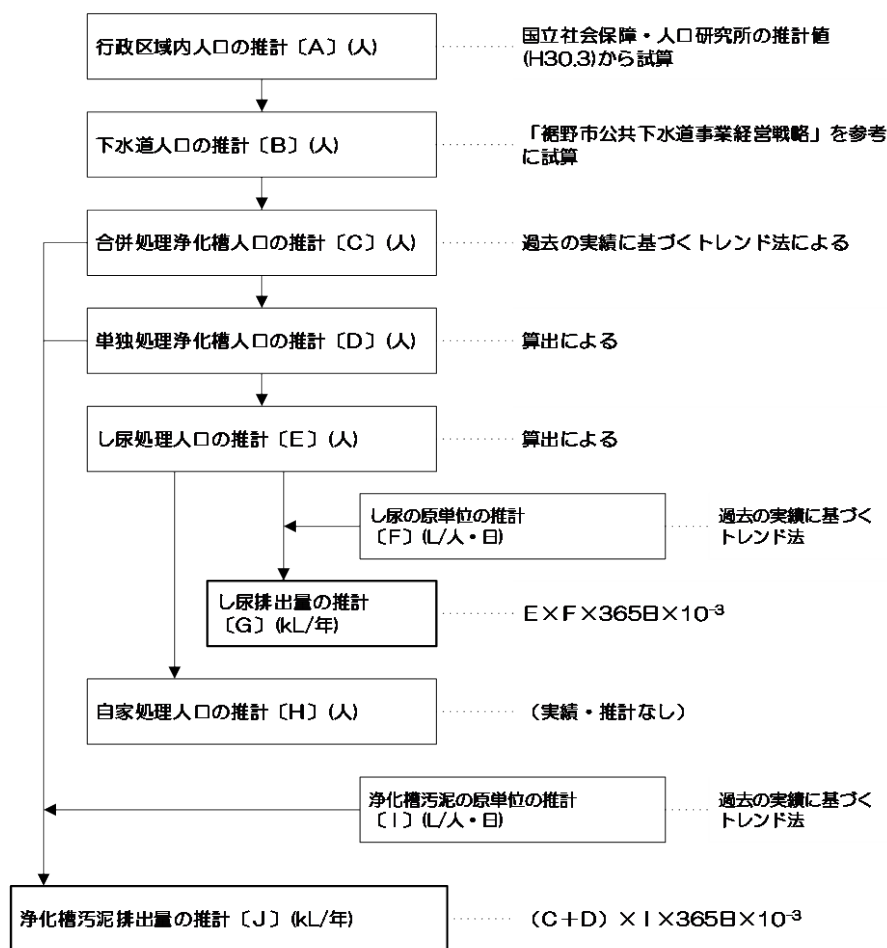 行政区域内人口の推計〔A〕(人)
国立社会保障・人口研究所の推計値
(H30.3)から試算
下水道人口の推計〔B〕(人)
「裾野市公共下水道事業経営戦略」を参考
に試算
合併処理浄化槽人口の推計〔C〕(人)
過去の実績に基づくトレンド法による
単独処理浄化槽人口の推計〔D〕(人)
算出による
し尿処理人口の推計〔E〕(人)
算出による
し尿の原単位の推計
〔F〕(L/人・日)
過去の実績に基づく
トレンド法
し尿排出量の推計
〔G〕(kL/年)
E×F×365日×10⁻³
自家処理人口の推計〔H〕(人)
(実績・推計なし)
浄化槽汚泥の原単位の推計
〔I〕(L/人・日)
過去の実績に基づく
トレンド法
浄化槽汚泥排出量の推計〔J〕(kL/年)
(C+D)×I×365日×10⁻³